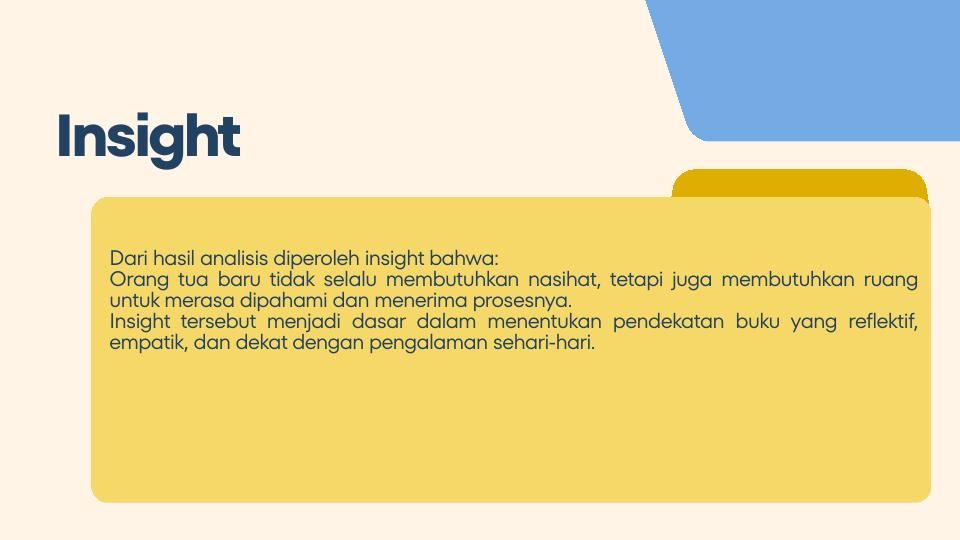 Insight
Dari hasil analisis diperoleh insight bahwa:
Orang tua baru tidak selalu membutuhkan nasihat, tetapi juga membutuhkan ruang
untuk merasa dipahami dan menerima prosesnya.
Insight tersebut menjadi dasar dalam menentukan pendekatan buku yang reflektif,
empatik, dan dekat dengan pengalaman sehari-hari.